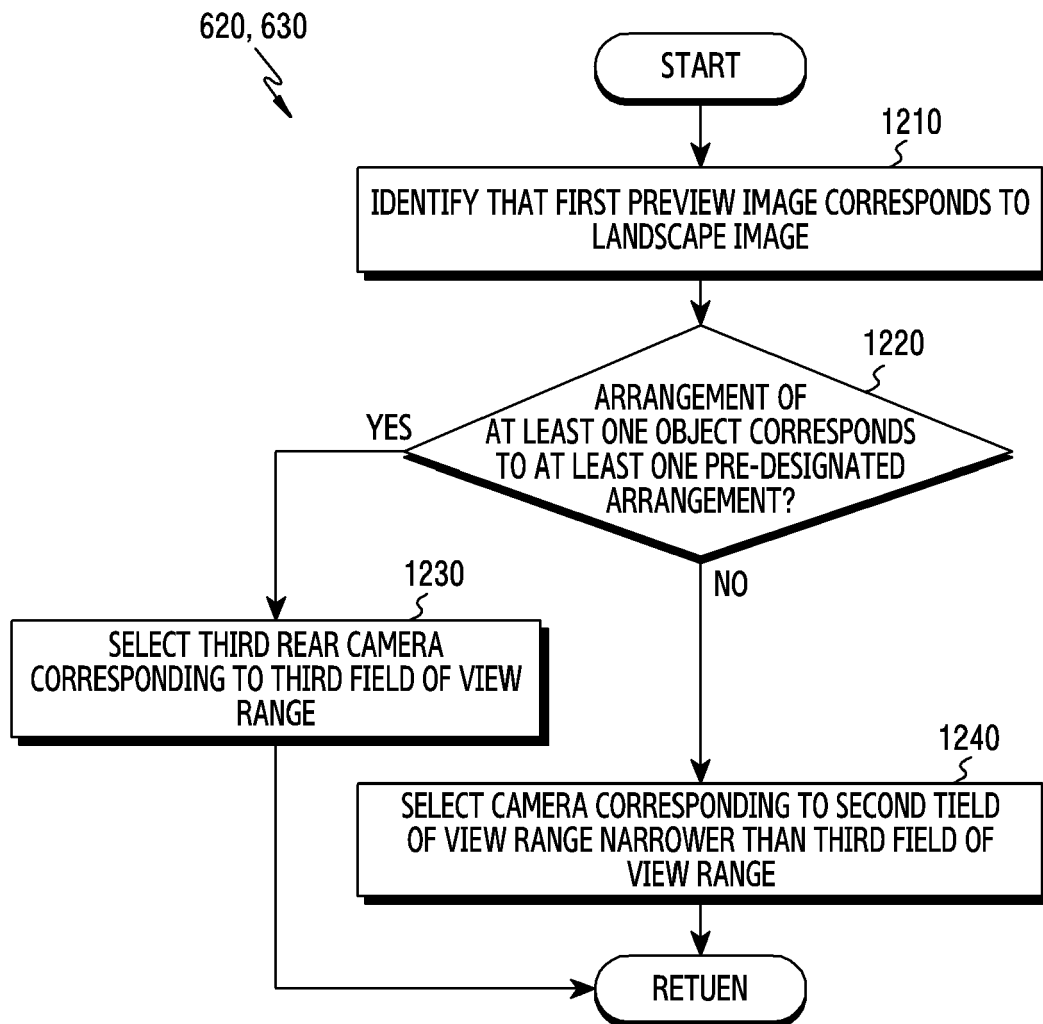 620, 630
START
1210
IDENTIFY THAT FIRST PREVIEW IMAGE CORRESPONDS TO
LANDSCAPE IMAGE
1220
ARRANGEMENT OF
AT LEAST ONE OBJECT CORRESPONDS
TO AT LEAST ONE PRE-DESIGNATED
ARRANGEMENT?
YES
NO
1230
SELECT THIRD REAR CAMERA
CORRESPONDING TO THIRD FIELD OF VIEW
RANGE
1240
SELECT CAMERA CORRESPONDING TO SECOND TIELD
OF VIEW RANGE NARROWER THAN THIRD FIELD OF
VIEW RANGE
RETUEN